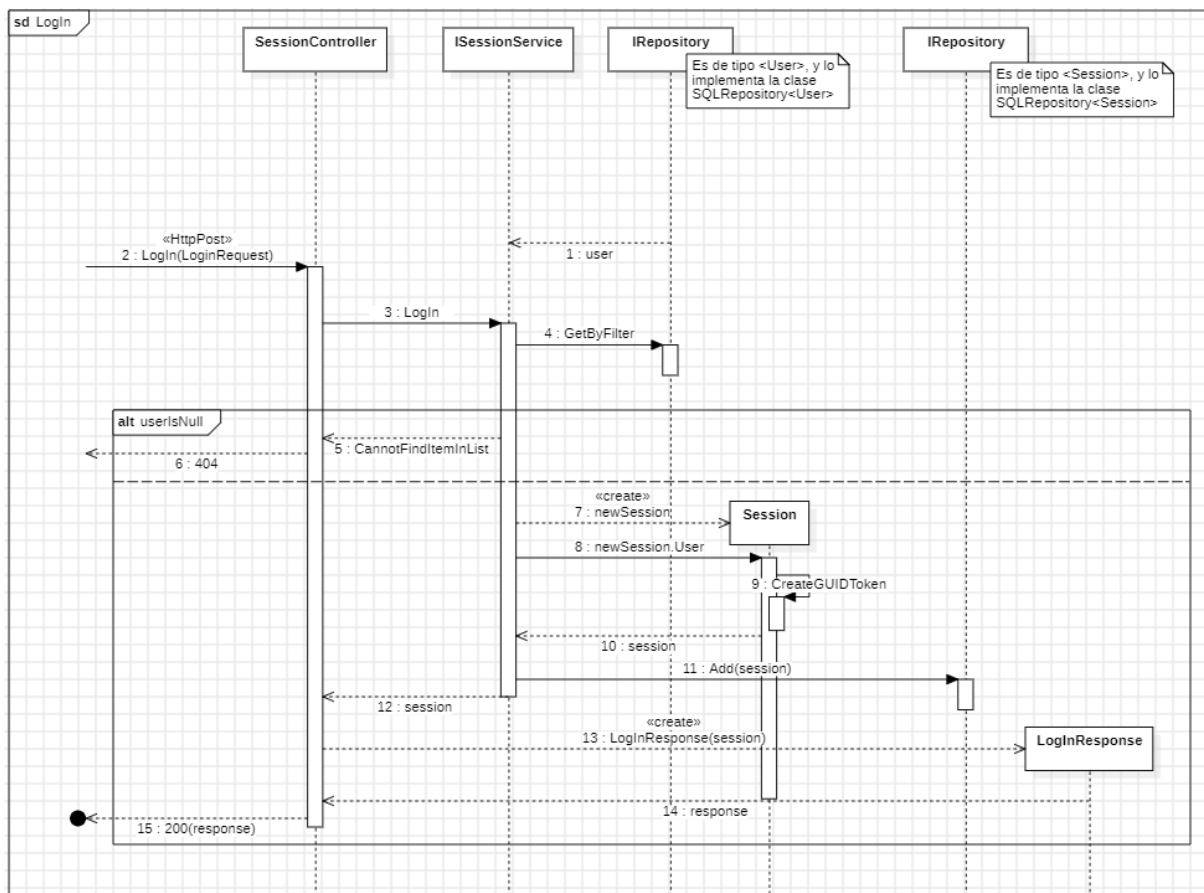 sd LogIn
SessionController
ISessionService
IRepository
IRepository
Es de tipo <User>, y lo
implementa la clase
SQLRepository<User>
Es de tipo <Session>, y lo
implementa la clase
SQLRepository<Session>
«HttpPost»
1 : user
2 : LogIn(LoginRequest)
3 : LogIn
4 : GetByFilter
alt userIsNull
5 : CannotFindItemInList
6 : 404
«create»
7 : newSession
Session
8 : newSession.User
9 : CreateGUIDToken
10 : session
11 : Add(session)
12 : session
«create»
13 : LogInResponse(session)
LogInResponse
14 : response
15 : 200(response)